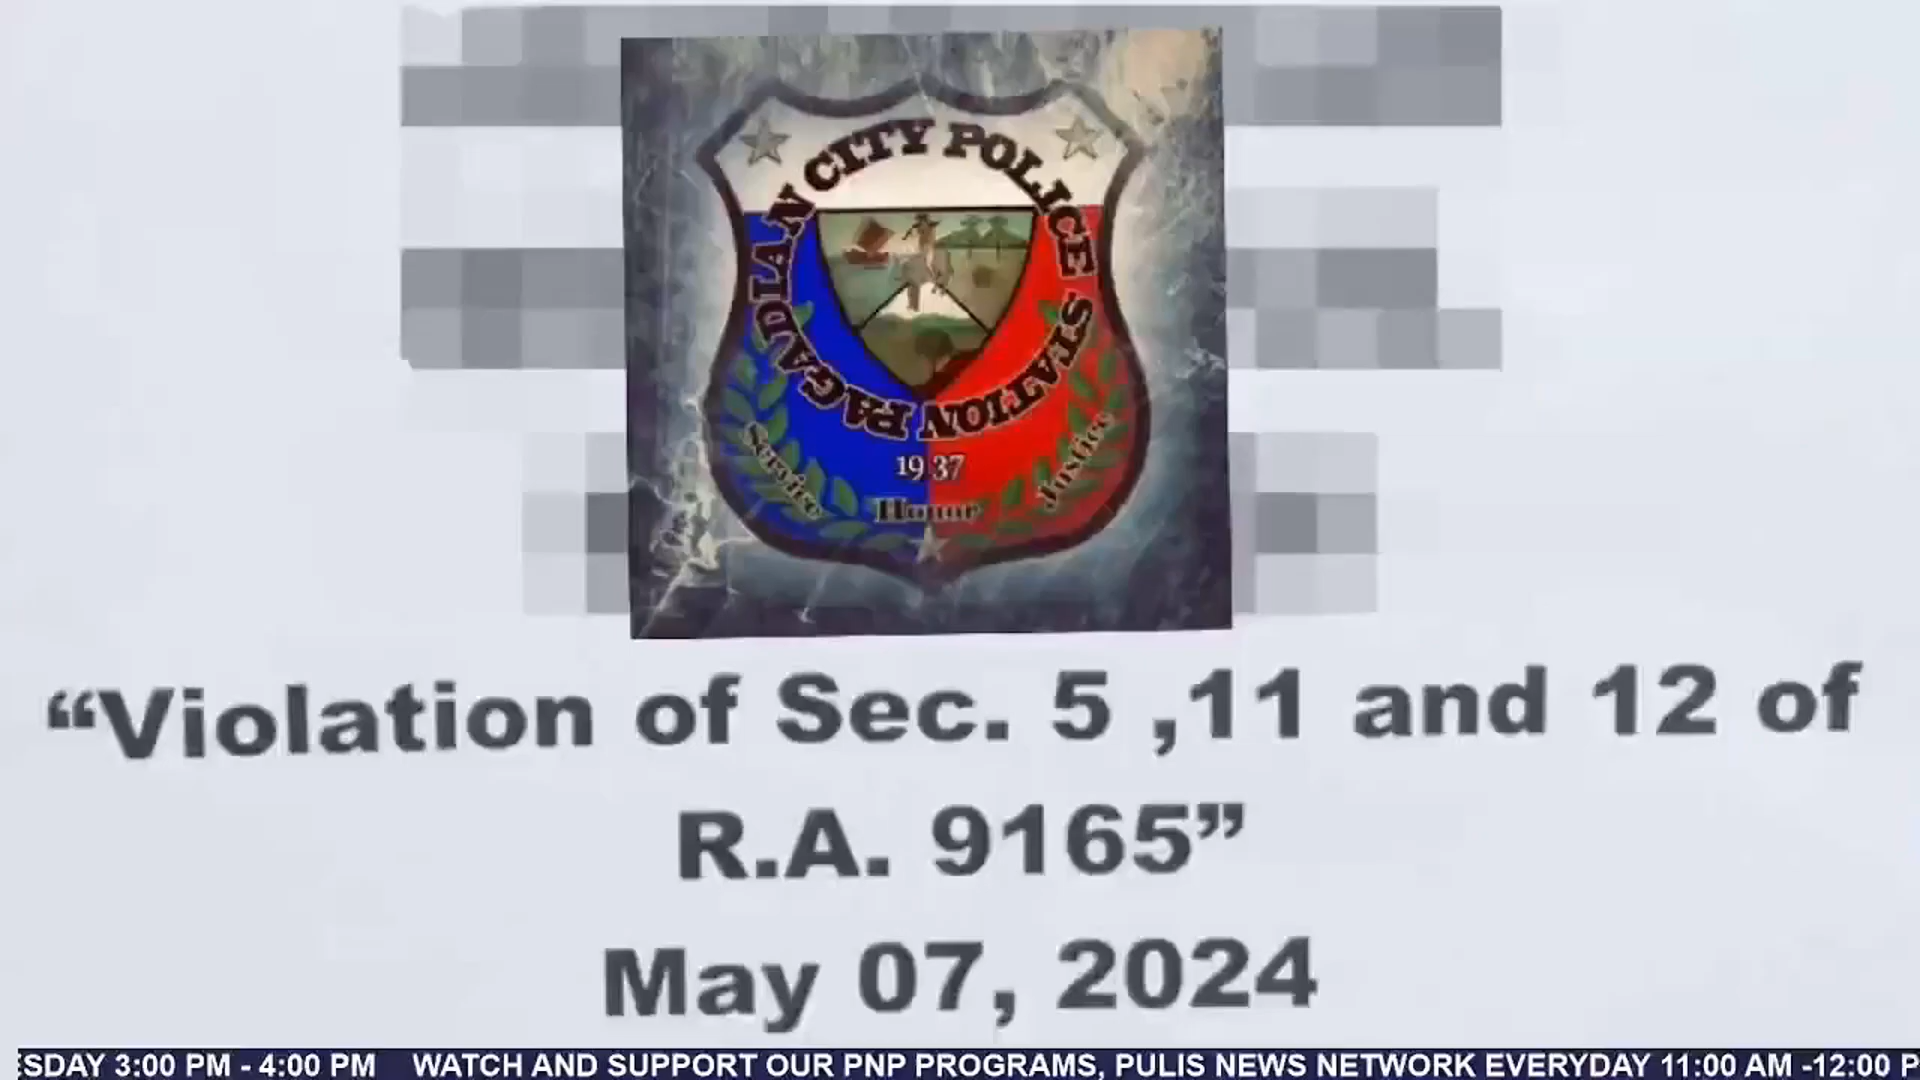 PAGADIAN CITY POLICE STATION
1937
Service Honor Justice
“Violation of Sec. 5 ,11 and 12 of
R.A. 9165”
May 07, 2024
SDAY 3:00 PM - 4:00 PM WATCH AND SUPPORT OUR PNP PROGRAMS, PULIS NEWS NETWORK EVERYDAY 11:00 AM -12:00 P